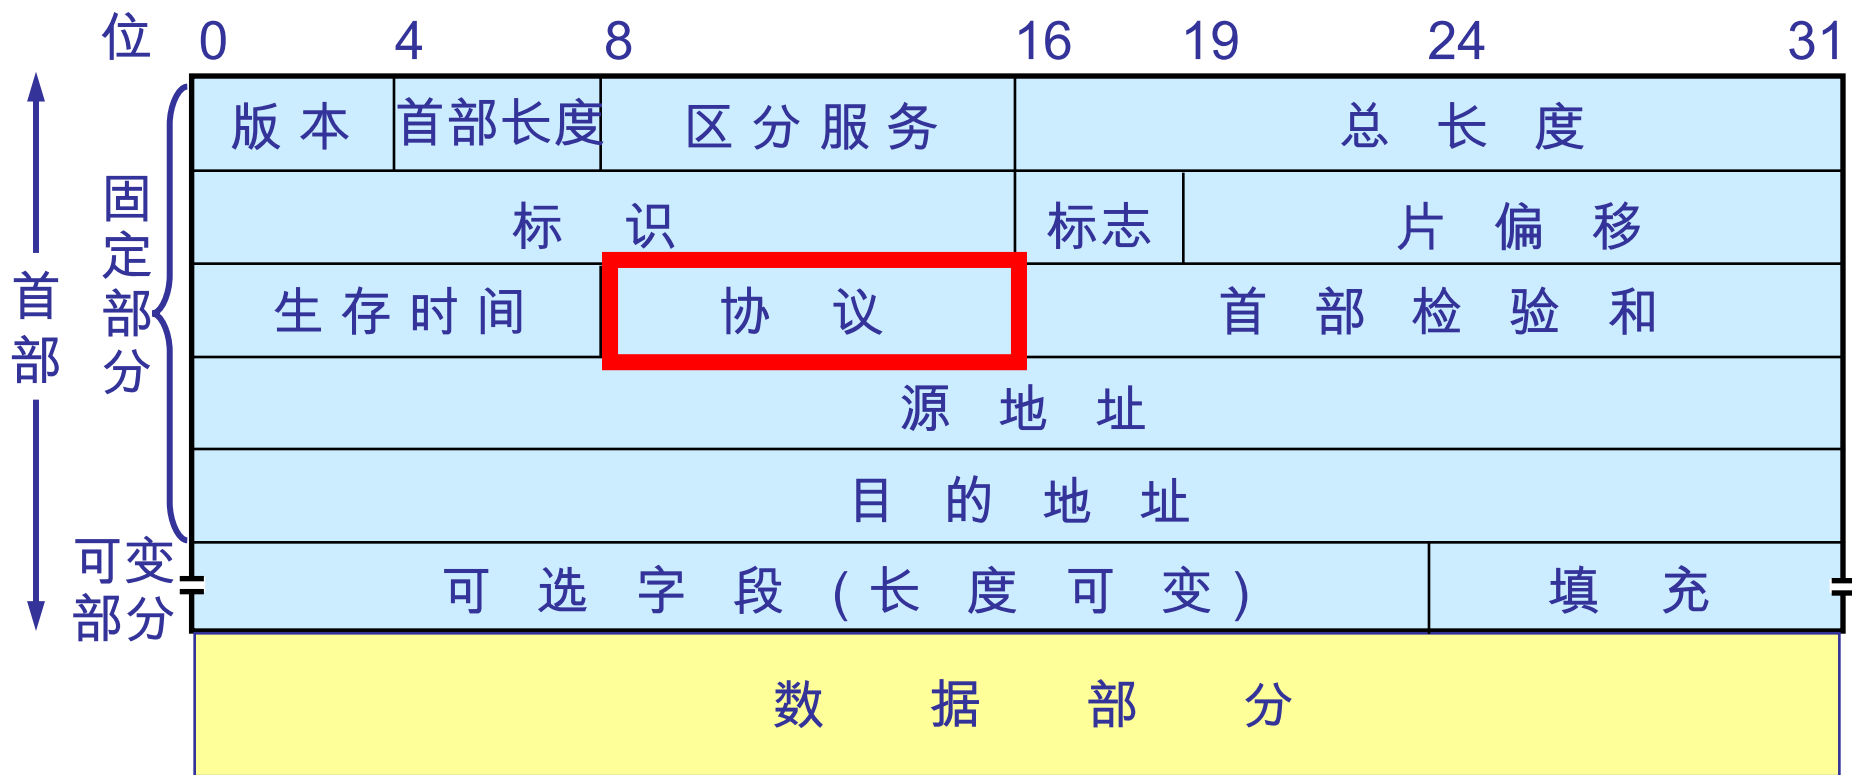 位 0 4 8 16 19 24 31
版本 首部长度 区分服务 总长度
标识 标志 片偏移
生存时间 协议 首部检验和
源地址
目的地址
可选字段(长度可变) 填充
数据部分
首部
固定部分
可变
部分